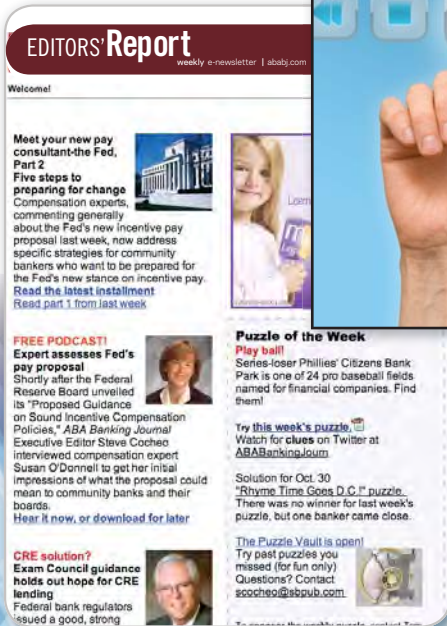 EDITORS'Report
weekly e-newsletter | ababj.com
Welcome!
Meet your new pay
consultant-the Fed,
Part 2
Five steps to
preparing for change
Compensation experts,
commenting generally
about the Fed's new incentive pay
proposal last week, now address
specific strategies for community
bankers who want to be prepared for
the Fed's new stance on incentive pay.
Read the latest installment
Read part 1 from last week
FREE PODCAST!
Expert assesses Fed's
pay proposal
Shortly after the Federal
Reserve Board unveiled
its "Proposed Guidance
on Sound Incentive Compensation
Policies," ABA Banking Journal
Executive Editor Steve Cocheo
interviewed compensation expert
Susan O'Donnell to get her initial
impressions of what the proposal could
mean to community banks and their
boards.
Hear it now, or download for later
CRE solution?
Exam Council guidance
holds out hope for CRE
lending
Federal bank regulators
issued a good, strong
Puzzle of the Week
Play ball!
Series-loser Phillies' Citizens Bank
Park is one of 24 pro baseball fields
named for financial companies. Find
them!
Try this week's puzzle.
Watch for clues on Twitter at
ABABankingJourn
Solution for Oct. 30
"Rhyme Time Goes D.C.!" puzzle.
There was no winner for last week's
puzzle, but one banker came close.
The Puzzle Vault is open!
Try past puzzles you
missed (for fun only)
Questions? Contact
scocheo@sbpub.com